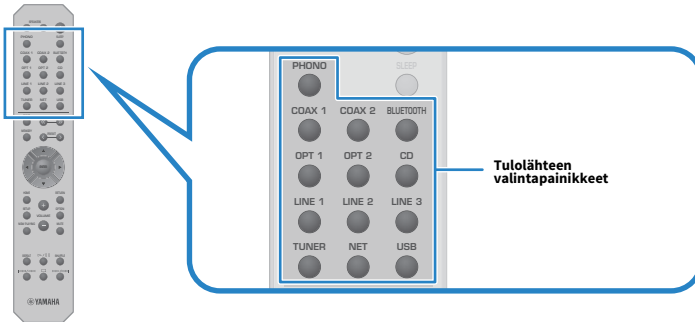 PHONO SLEEP
COAX 1 COAX 2 BLUETOOTH
OPT 1 OPT 2 CD
LINE 1 LINE 2 LINE 3
TUNER NET USB
Tulolähteen
valintapainikkeet
YAMAHA